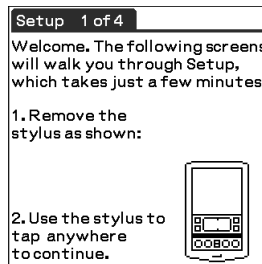 Setup 1 of 4
Welcome. The following screens
will walk you through Setup,
which takes just a few minutes
1. Remove the
stylus as shown:
2. Use the stylus to
tap anywhere
to continue.